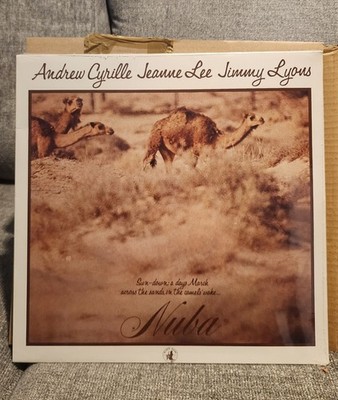 Andrew Cyrille Jeanne Lee Jimmy Lyons
Sun-down; a days March
across the sands in the camels' wake...
Nuba